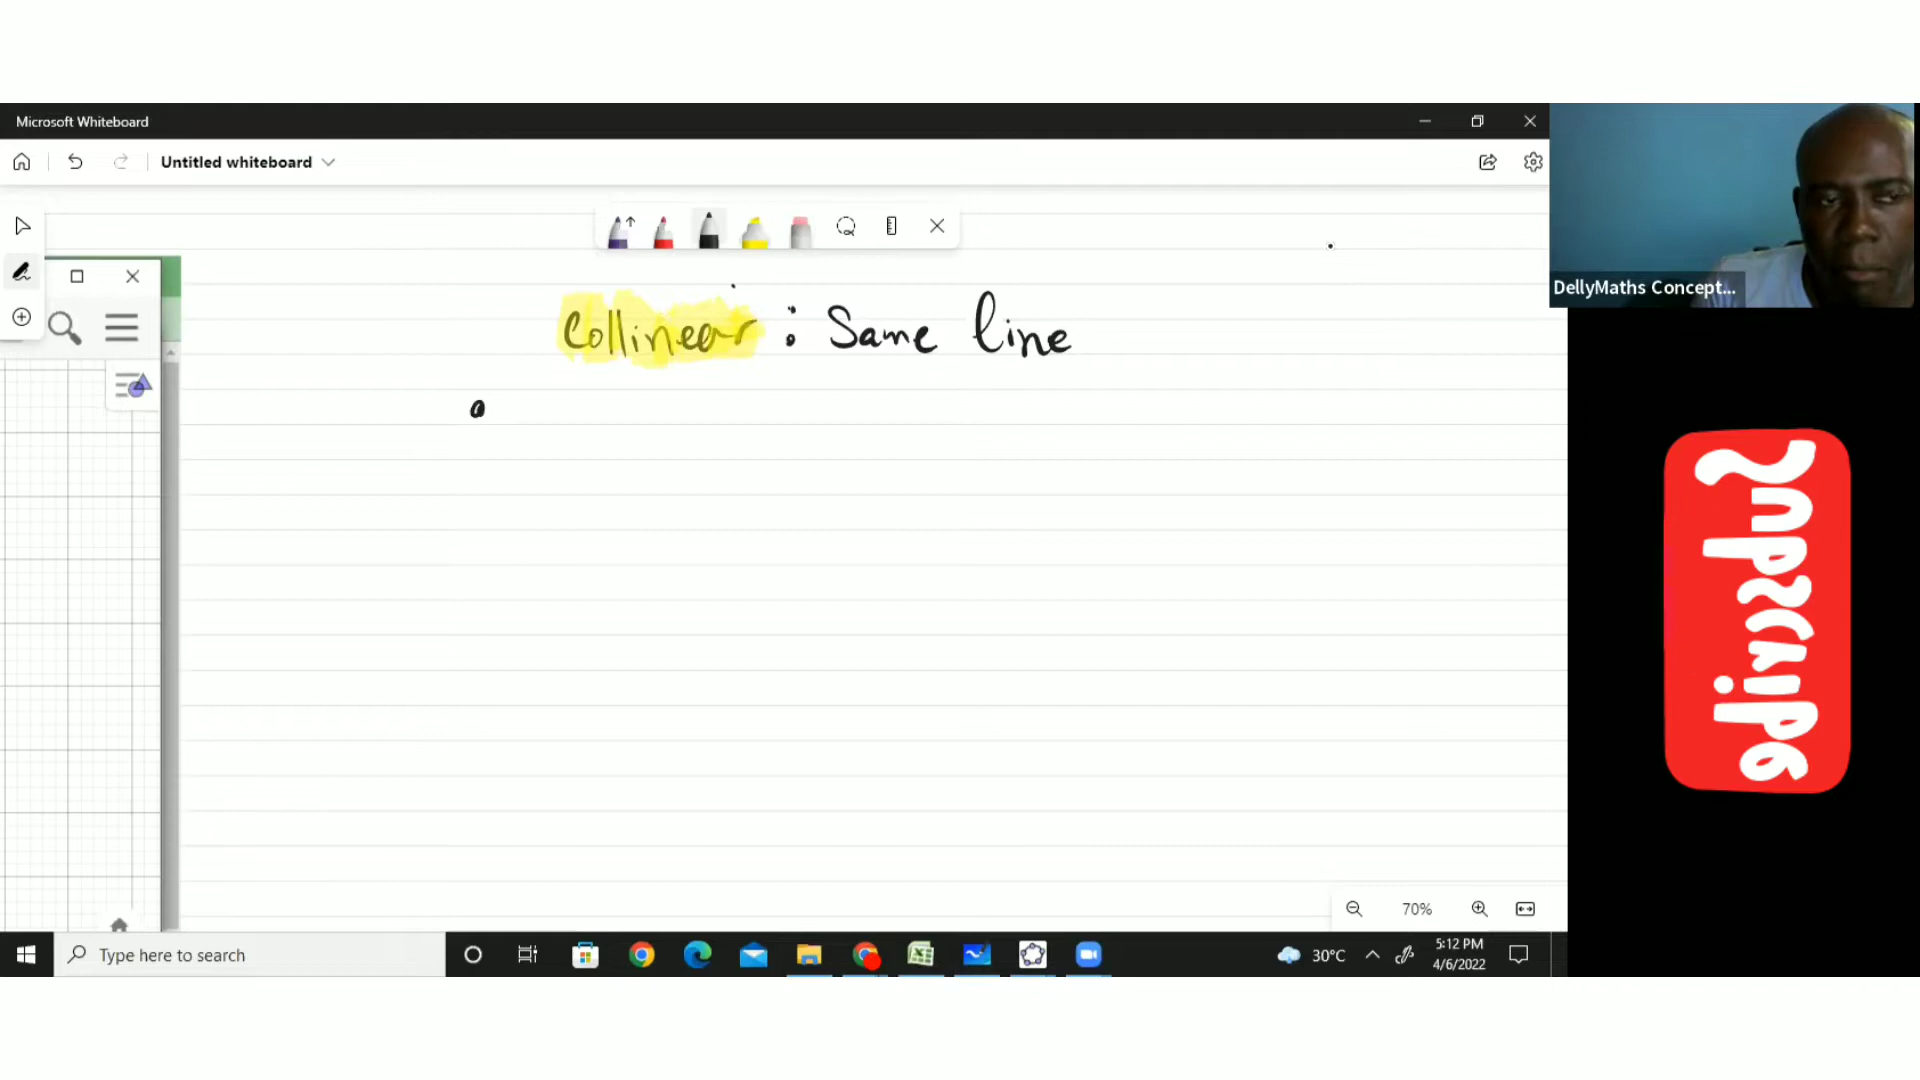 Microsoft Whiteboard
Untitled whiteboard
Collinear : Same line
DellyMaths Concept...
Subscribe
70%
Type here to search
30°C
5:12 PM
4/6/2022